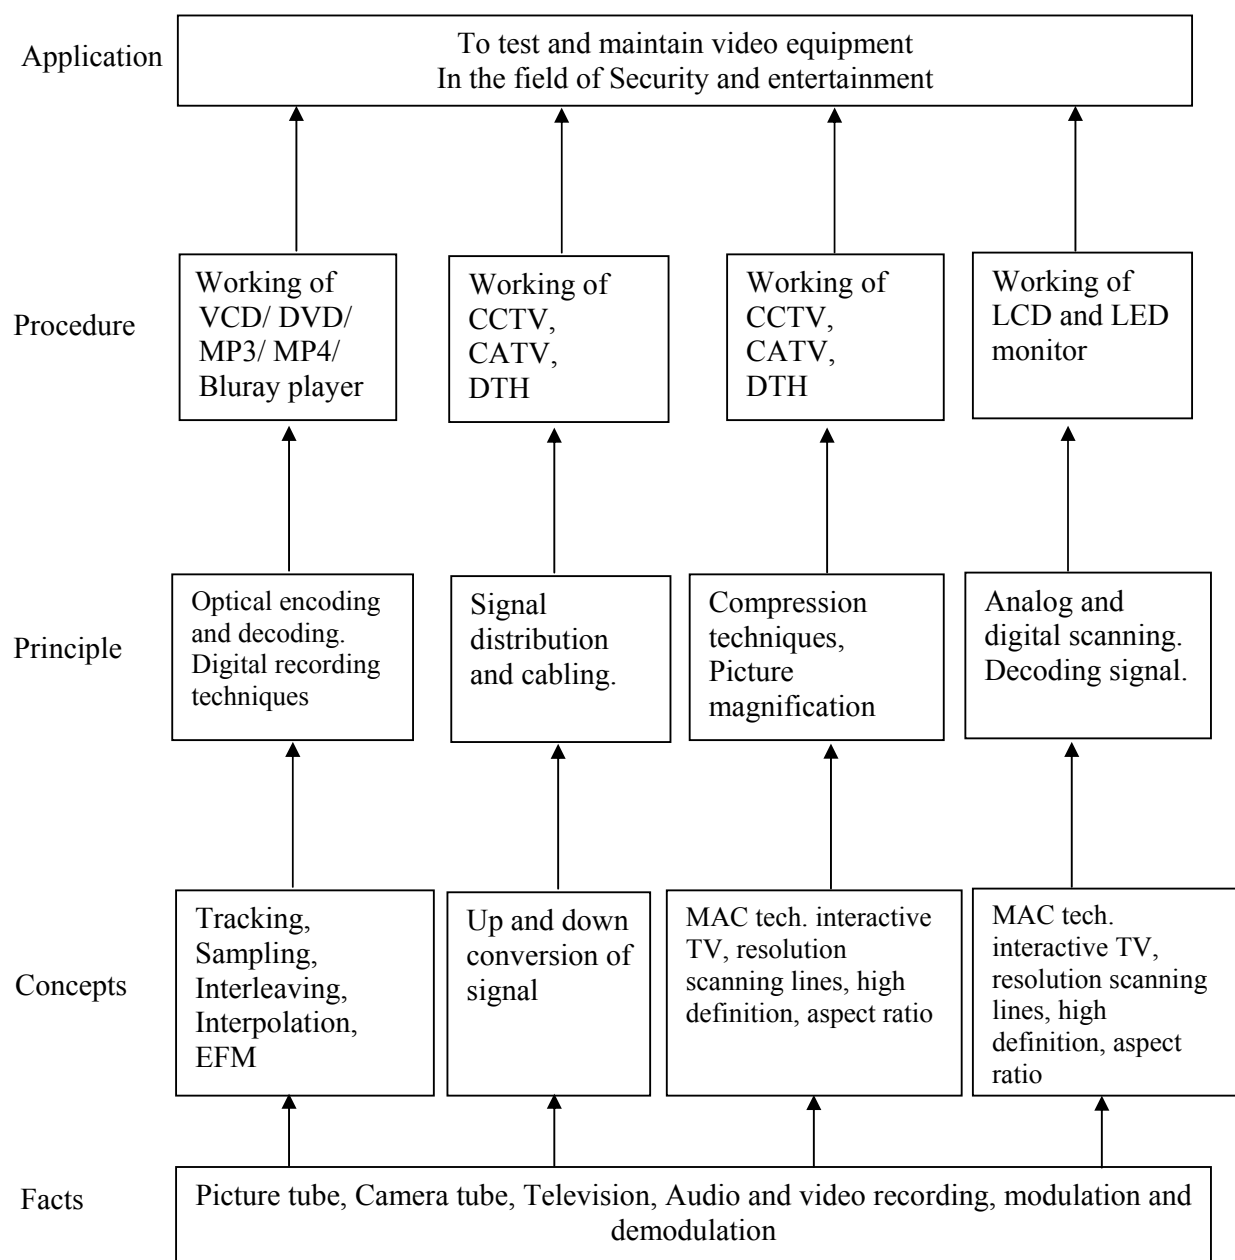 Application
To test and maintain video equipment
In the field of Security and entertainment
Procedure
Working of
VCD/ DVD/
MP3/ MP4/
Bluray player
Working of
CCTV,
CATV,
DTH
Working of
CCTV,
CATV,
DTH
Working of
LCD and LED
monitor
Principle
Optical encoding
and decoding.
Digital recording
techniques
Signal
distribution
and cabling.
Compression
techniques,
Picture
magnification
Analog and
digital scanning.
Decoding signal.
Concepts
Tracking,
Sampling,
Interleaving,
Interpolation,
EFM
Up and down
conversion of
signal
MAC tech. interactive
TV, resolution
scanning lines, high
definition, aspect ratio
MAC tech.
interactive TV,
resolution scanning
lines, high
definition, aspect
ratio
Facts
Picture tube, Camera tube, Television, Audio and video recording, modulation and
demodulation